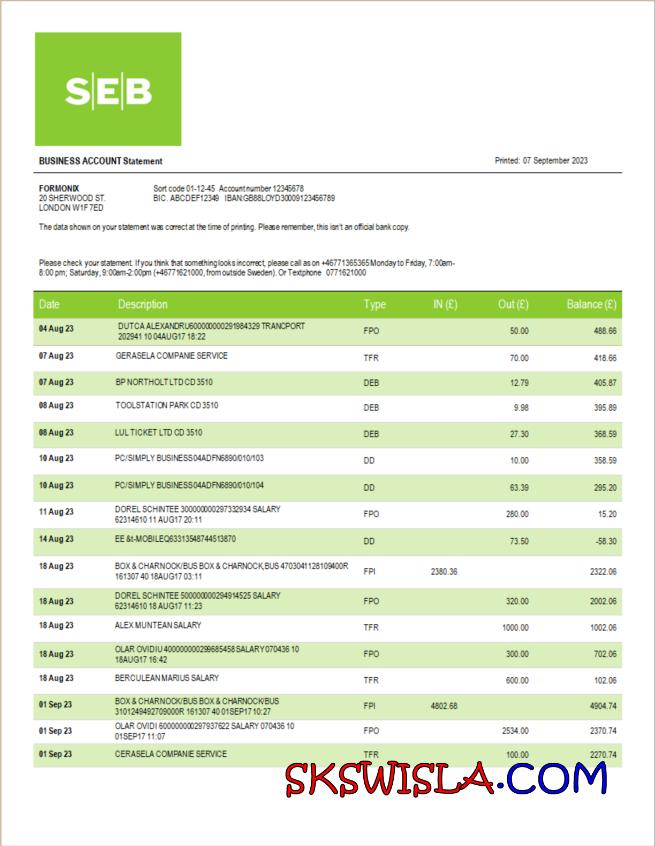 S|E|B
BUSINESS ACCOUNT Statement Printed: 07 September 2023
FORMONIX Sort code 01-12-45 Account number 12345678
20 SHERWOOD ST. BIC. ABCDEF12349 IBAN:GB88LOYD30009123456789
LONDON W1F7ED
The data shown on your statement was correct at the time of printing. Please remember, this isn't an official bank copy.
Please check your statement. If you think that something looks incorrect, please call as on +46771365365 Monday to Friday, 7:00am-
8:00 pm; Saturday, 9:00am-2:00pm (+46771621000, from outside Sweden). Or Textphone 0771621000
Date Description Type IN (£) Out (£) Balance (£)
04 Aug 23 DUTCA ALEXANDRU600000000291984329 TRANCPORT FPO 50.00 488.66
202941 10 04AUG17 18:22
07 Aug 23 GERASELA COMPANIE SERVICE TFR 70.00 418.66
07 Aug 23 BP NORTHOLT LTD CD 3510 DEB 12.79 405.87
08 Aug 23 TOOLSTATION PARK CD 3510 DEB 9.98 395.89
08 Aug 23 LUL TICKET LTD CD 3510 DEB 27.30 368.59
10 Aug 23 PC/SIMPLY BUSINESS04ADFN6890/010/103 DD 10.00 358.59
10 Aug 23 PC/SIMPLY BUSINESS04ADFN6890/010/104 DD 63.39 295.20
11 Aug 23 DOREL SCHINTEE 300000000297332934 SALARY FPO 280.00 15.20
62314610 11 AUG17 20:11
14 Aug 23 EE &t-MOBILEQ63313548744513870 DD 73.50 -58.30
18 Aug 23 BOX & CHARNOCK/BUS BOX & CHARNOCK,BUS 4703041128109400R FPI 2380.36 2322.06
161307 40 18AUG17 03:11
18 Aug 23 DOREL SCHINTEE 500000000294914525 SALARY FPO 320.00 2002.06
62314610 18 AUG17 11:23
18 Aug 23 ALEX MUNTEAN SALARY TFR 1000.00 1002.06
18 Aug 23 OLAR OVIDIU 400000000299685458 SALARY 070436 10 FPO 300.00 702.06
18AUG17 16:42
18 Aug 23 BERCULEAN MARIUS SALARY TFR 600.00 102.06
01 Sep 23 BOX & CHARNOCK/BUS BOX & CHARNOCK/BUS FPI 4802.68 4904.74
3101249492709000R 161307 40 01SEP17 10:27
01 Sep 23 OLAR OVIDI 600000000297937622 SALARY 070436 10 FPO 2534.00 2370.74
01SEP17 11:07
01 Sep 23 CERASELA COMPANIE SERVICE TFR 100.00 2270.74
SKSWISLA.COM